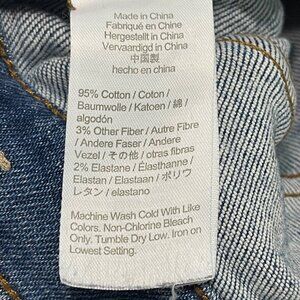 Made in China
Fabriqué en Chine
Hergestellt in China
Vervaardigd in China
中国製
hecho en china
95% Cotton / Coton /
Baumwolle / Katoen / 綿 /
algodón
3% Other Fiber / Autre Fibre
/ Andere Faser / Andere
Vezel / その他 / otras fibras
2% Elastane / Élasthanne /
Elastan / Elastaan / ポリウ
レタン / elastano
Machine Wash Cold With Like
Colors. Non-Chlorine Bleach
Only. Tumble Dry Low. Iron on
Lowest Setting.